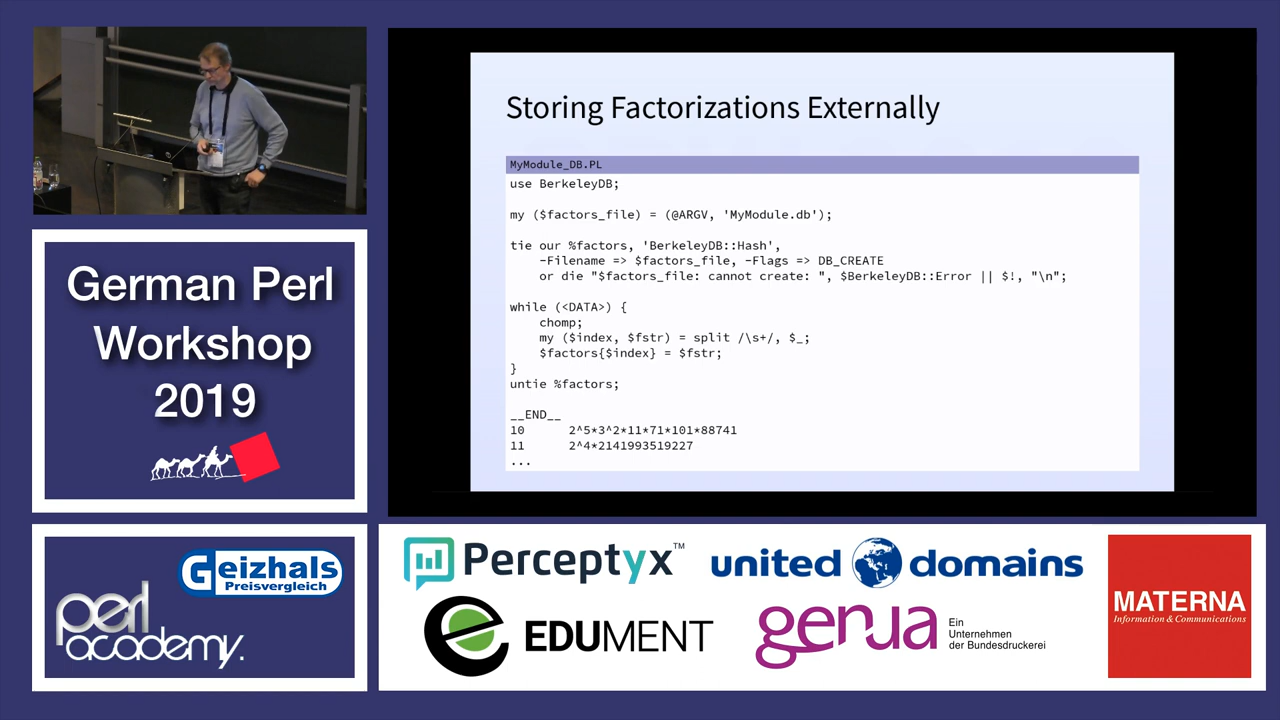 Storing Factorizations Externally
MyModule_DB.PL
use BerkeleyDB;
my ($factors_file) = (@ARGV, 'MyModule.db');
tie our %factors, 'BerkeleyDB::Hash',
    -Filename => $factors_file, -Flags => DB_CREATE
    or die "$factors_file: cannot create: ", $BerkeleyDB::Error || $!, "\n";
while (<DATA>) {
    chomp;
    my ($index, $fstr) = split /\s+/, $_;
    $factors{$index} = $fstr;
}
untie %factors;
__END__
10      2^5*3^2*11*71*101*88741
11      2^4*2141993519227
...
German Perl
Workshop
2019
Geizhals
Preisvergleich
perl
academy.
Perceptyx™
united domains
EDUMENT
genua
Ein
Unternehmen
der Bundesdruckerei
MATERNA
Information & Communications